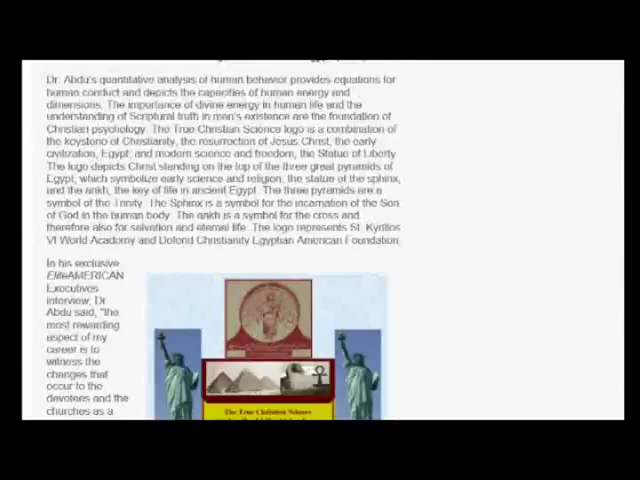 Dr. Abdu's quantitative analysis of human behavior provides equations for
human conduct and depicts the capacities of human energy and
dimensions. The importance of divine energy in human life and the
understanding of Scriptural truth in man's existence are the foundation of
Christian psychology. The True Christian Science logo is a combination of
the keystone of Christianity, the resurrection of Jesus Christ, the early
civilization, Egypt; and modern science and freedom, the Statue of Liberty.
The logo depicts Christ standing on the top of the three great pyramids of
Egypt, which symbolize early science and religion; the statue of the sphinx,
and the ankh, the key of life in ancient Egypt. The three pyramids are a
symbol of the Trinity. The Sphinx is a symbol for the incarnation of the Son
of God in the human body. The ankh is a symbol for the cross and
therefore also for salvation and eternal life. The logo represents St. Kyrillos
VI World Academy and Defend Christianity Egyptian American Foundation.
In his exclusive
EliteAMERICAN
Executives
interview, Dr.
Abdu said, "the
most rewarding
aspect of my
career is to
witness the
changes that
occur to the
devotees and the
churches as a
The True Christian Science